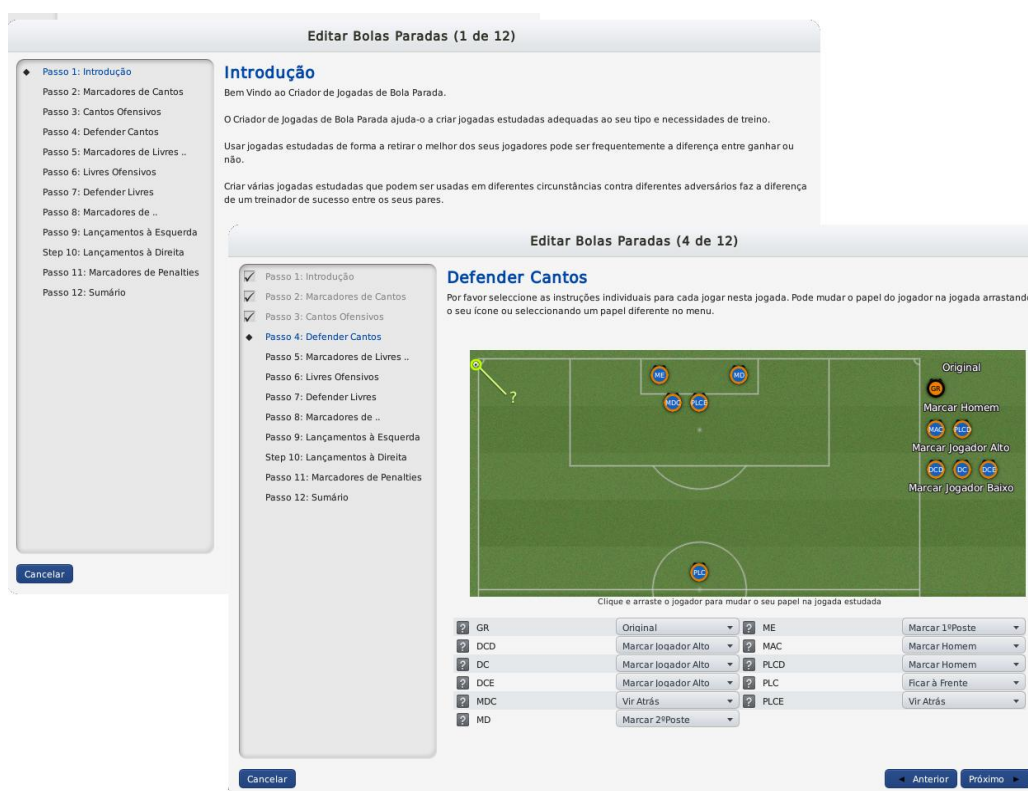 Editar Bolas Paradas (1 de 12)
Passo 1: Introdução
Passo 2: Marcadores de Cantos
Passo 3: Cantos Ofensivos
Passo 4: Defender Cantos
Passo 5: Marcadores de Livres ..
Passo 6: Livres Ofensivos
Passo 7: Defender Livres
Passo 8: Marcadores de ..
Passo 9: Lançamentos à Esquerda
Step 10: Lançamentos à Direita
Passo 11: Marcadores de Penalties
Passo 12: Sumário
Cancelar
Introdução
Bem Vindo ao Criador de Jogadas de Bola Parada.
O Criador de Jogadas de Bola Parada ajuda-o a criar jogadas estudadas adequadas ao seu tipo e necessidades de treino.
Usar jogadas estudadas de forma a retirar o melhor dos seus jogadores pode ser frequentemente a diferença entre ganhar ou
não.
Criar várias jogadas estudadas que podem ser usadas em diferentes circunstâncias contra diferentes adversários faz a diferença
de um treinador de sucesso entre os seus pares.
Editar Bolas Paradas (4 de 12)
Passo 1: Introdução
Passo 2: Marcadores de Cantos
Passo 3: Cantos Ofensivos
Passo 4: Defender Cantos
Passo 5: Marcadores de Livres ..
Passo 6: Livres Ofensivos
Passo 7: Defender Livres
Passo 8: Marcadores de ..
Passo 9: Lançamentos à Esquerda
Step 10: Lançamentos à Direita
Passo 11: Marcadores de Penalties
Passo 12: Sumário
Cancelar
Defender Cantos
Por favor seleccione as instruções individuais para cada jogar nesta jogada. Pode mudar o papel do jogador na jogada arrastando
o seu ícone ou seleccionando um papel diferente no menu.
?
ME MD
MDC PLCE
PLC
Original
GR
Marcar Homem
MAC PLCD
Marcar Jogador Alto
DCD DC DCE
Marcar Jogador Baixo
Clique e arraste o jogador para mudar o seu papel na jogada estudada
? GR Original ? ME Marcar 1ºPoste
? DCD Marcar Jogador Alto ? MAC Marcar Homem
? DC Marcar Jogador Alto ? PLCD Marcar Homem
? DCE Marcar Jogador Alto ? PLC Ficar à Frente
? MDC Vir Atrás ? PLCE Vir Atrás
? MD Marcar 2ºPoste
Anterior Próximo